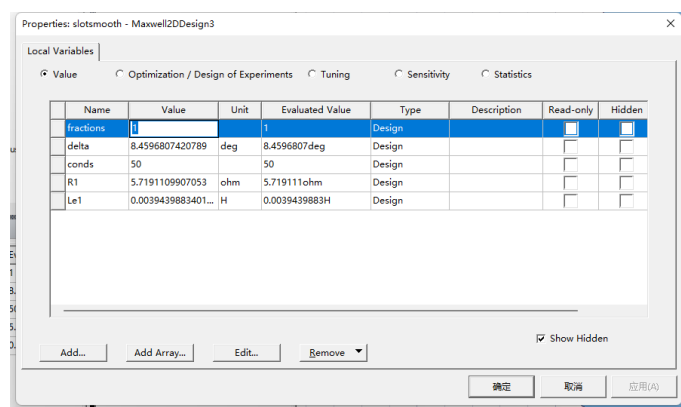 Properties: slotsmooth - Maxwell2DDesign3
Local Variables
Value Optimization / Design of Experiments Tuning Sensitivity Statistics
Name Value Unit Evaluated Value Type Description Read-only Hidden
fractions 1 1 Design
delta 8.4596807420789 deg 8.4596807deg Design
conds 50 50 Design
R1 5.7191109907053 ohm 5.719111ohm Design
Le1 0.0039439883401... H 0.0039439883H Design
Show Hidden
Add... Add Array... Edit... Remove
确定 取消 应用(A)